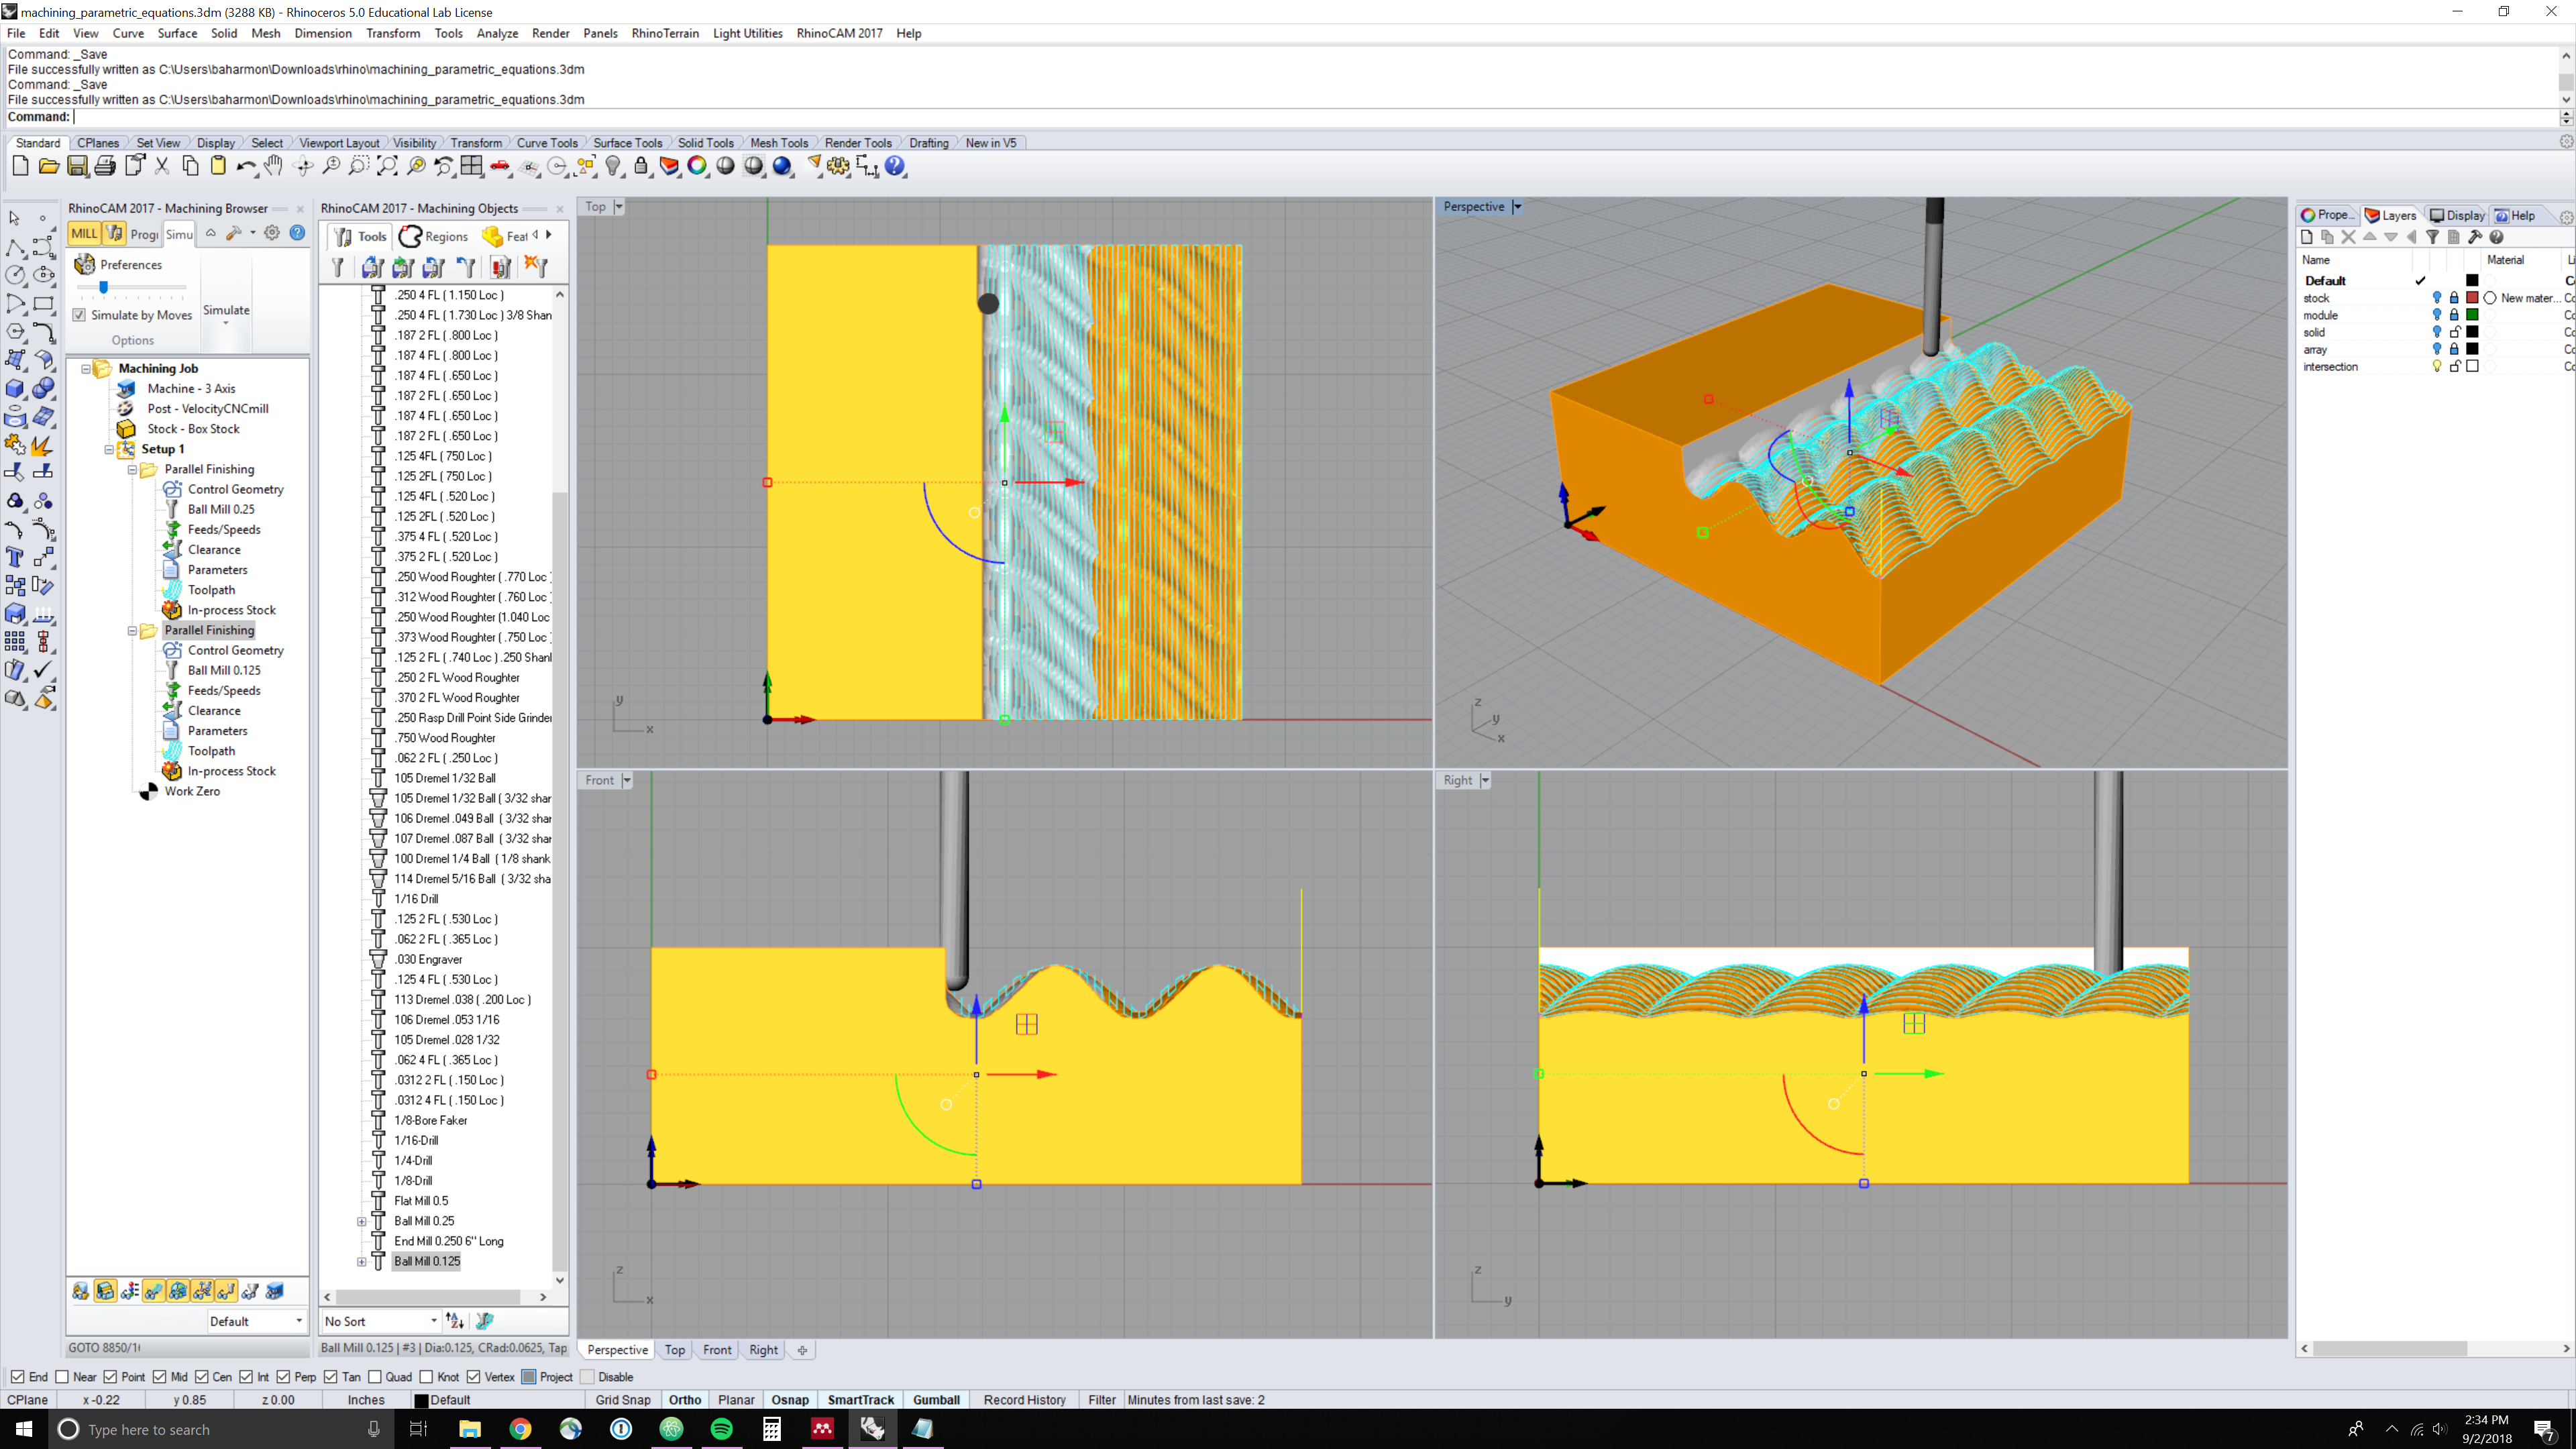 machining_parametric_equations.3dm (3288 KB) - Rhinoceros 5.0 Educational Lab License
File Edit View Curve Surface Solid Mesh Dimension Transform Tools Analyze Render Panels RhinoTerrain Light Utilities RhinoCAM 2017 Help
Command: _Save
File successfully written as C:\Users\baharmon\Downloads\rhino\machining_parametric_equations.3dm
Command: _Save
File successfully written as C:\Users\baharmon\Downloads\rhino\machining_parametric_equations.3dm
Command:
Standard CPlanes Set View Display Select Viewport Layout Visibility Transform Curve Tools Surface Tools Solid Tools Mesh Tools Render Tools Drafting New in V5
RhinoCAM 2017 - Machining Browser
MILL Progi Simu
Preferences
Simulate by Moves
Options
Simulate
Machining Job
Machine - 3 Axis
Post - VelocityCNCmill
Stock - Box Stock
Setup 1
Parallel Finishing
Control Geometry
Ball Mill 0.25
Feeds/Speeds
Clearance
Parameters
Toolpath
In-process Stock
Parallel Finishing
Control Geometry
Ball Mill 0.125
Feeds/Speeds
Clearance
Parameters
Toolpath
In-process Stock
Work Zero
Default
GOTO 8850/1
RhinoCAM 2017 - Machining Objects
Tools Regions Feat
.250 4 FL ( 1.150 Loc )
.250 4 FL ( 1.730 Loc ) 3/8 Shan
.187 2 FL ( .800 Loc )
.187 4 FL ( .800 Loc )
.187 4 FL ( .650 Loc )
.187 2 FL ( .650 Loc )
.187 4 FL ( .650 Loc )
.187 2 FL ( .650 Loc )
.125 4FL ( 750 Loc )
.125 2FL ( 750 Loc )
.125 4FL ( .520 Loc )
.125 2FL ( .520 Loc )
.375 4 FL ( .520 Loc )
.375 2 FL ( .520 Loc )
.250 Wood Roughter ( .770 Loc )
.312 Wood Roughter ( .760 Loc )
.250 Wood Roughter (1.040 Loc
.373 Wood Roughter ( .750 Loc )
.125 2 FL ( .740 Loc ) .250 Shanl
.250 2 FL Wood Roughter
.370 2 FL Wood Roughter
.250 Rasp Drill Point Side Grinder
.750 Wood Roughter
.062 2 FL ( .250 Loc )
105 Dremel 1/32 Ball
105 Dremel 1/32 Ball ( 3/32 shar
106 Dremel .049 Ball ( 3/32 shar
107 Dremel .087 Ball ( 3/32 shar
100 Dremel 1/4 Ball ( 1/8 shank
114 Dremel 5/16 Ball ( 3/32 sha
1/16 Drill
.125 2 FL ( .530 Loc )
.062 2 FL ( .365 Loc )
.030 Engraver
.125 4 FL ( .530 Loc )
113 Dremel .038 ( .200 Loc )
106 Dremel .053 1/16
105 Dremel .028 1/32
.062 4 FL ( .365 Loc )
.0312 2 FL ( .150 Loc )
.0312 4 FL ( .150 Loc )
1/8-Bore Faker
1/16-Drill
1/4-Drill
1/8-Drill
Flat Mill 0.5
Ball Mill 0.25
End Mill 0.250 6" Long
Ball Mill 0.125
No Sort
Ball Mill 0.125 | #3 | Dia:0.125, CRad:0.0625, Tap
Top
y
x
Perspective
z
y
x
Front
z
x
Right
z
y
Perspective Top Front Right
Prope... Layers Display Help
Name Material Li
Default
stock New mater...
module
solid
array
intersection
End Near Point Mid Cen Int Perp Tan Quad Knot Vertex Project Disable
CPlane x -0.22 y 0.85 z 0.00 Inches Default Grid Snap Ortho Planar Osnap SmartTrack Gumball Record History Filter Minutes from last save: 2
Type here to search
2:34 PM
9/2/2018
7